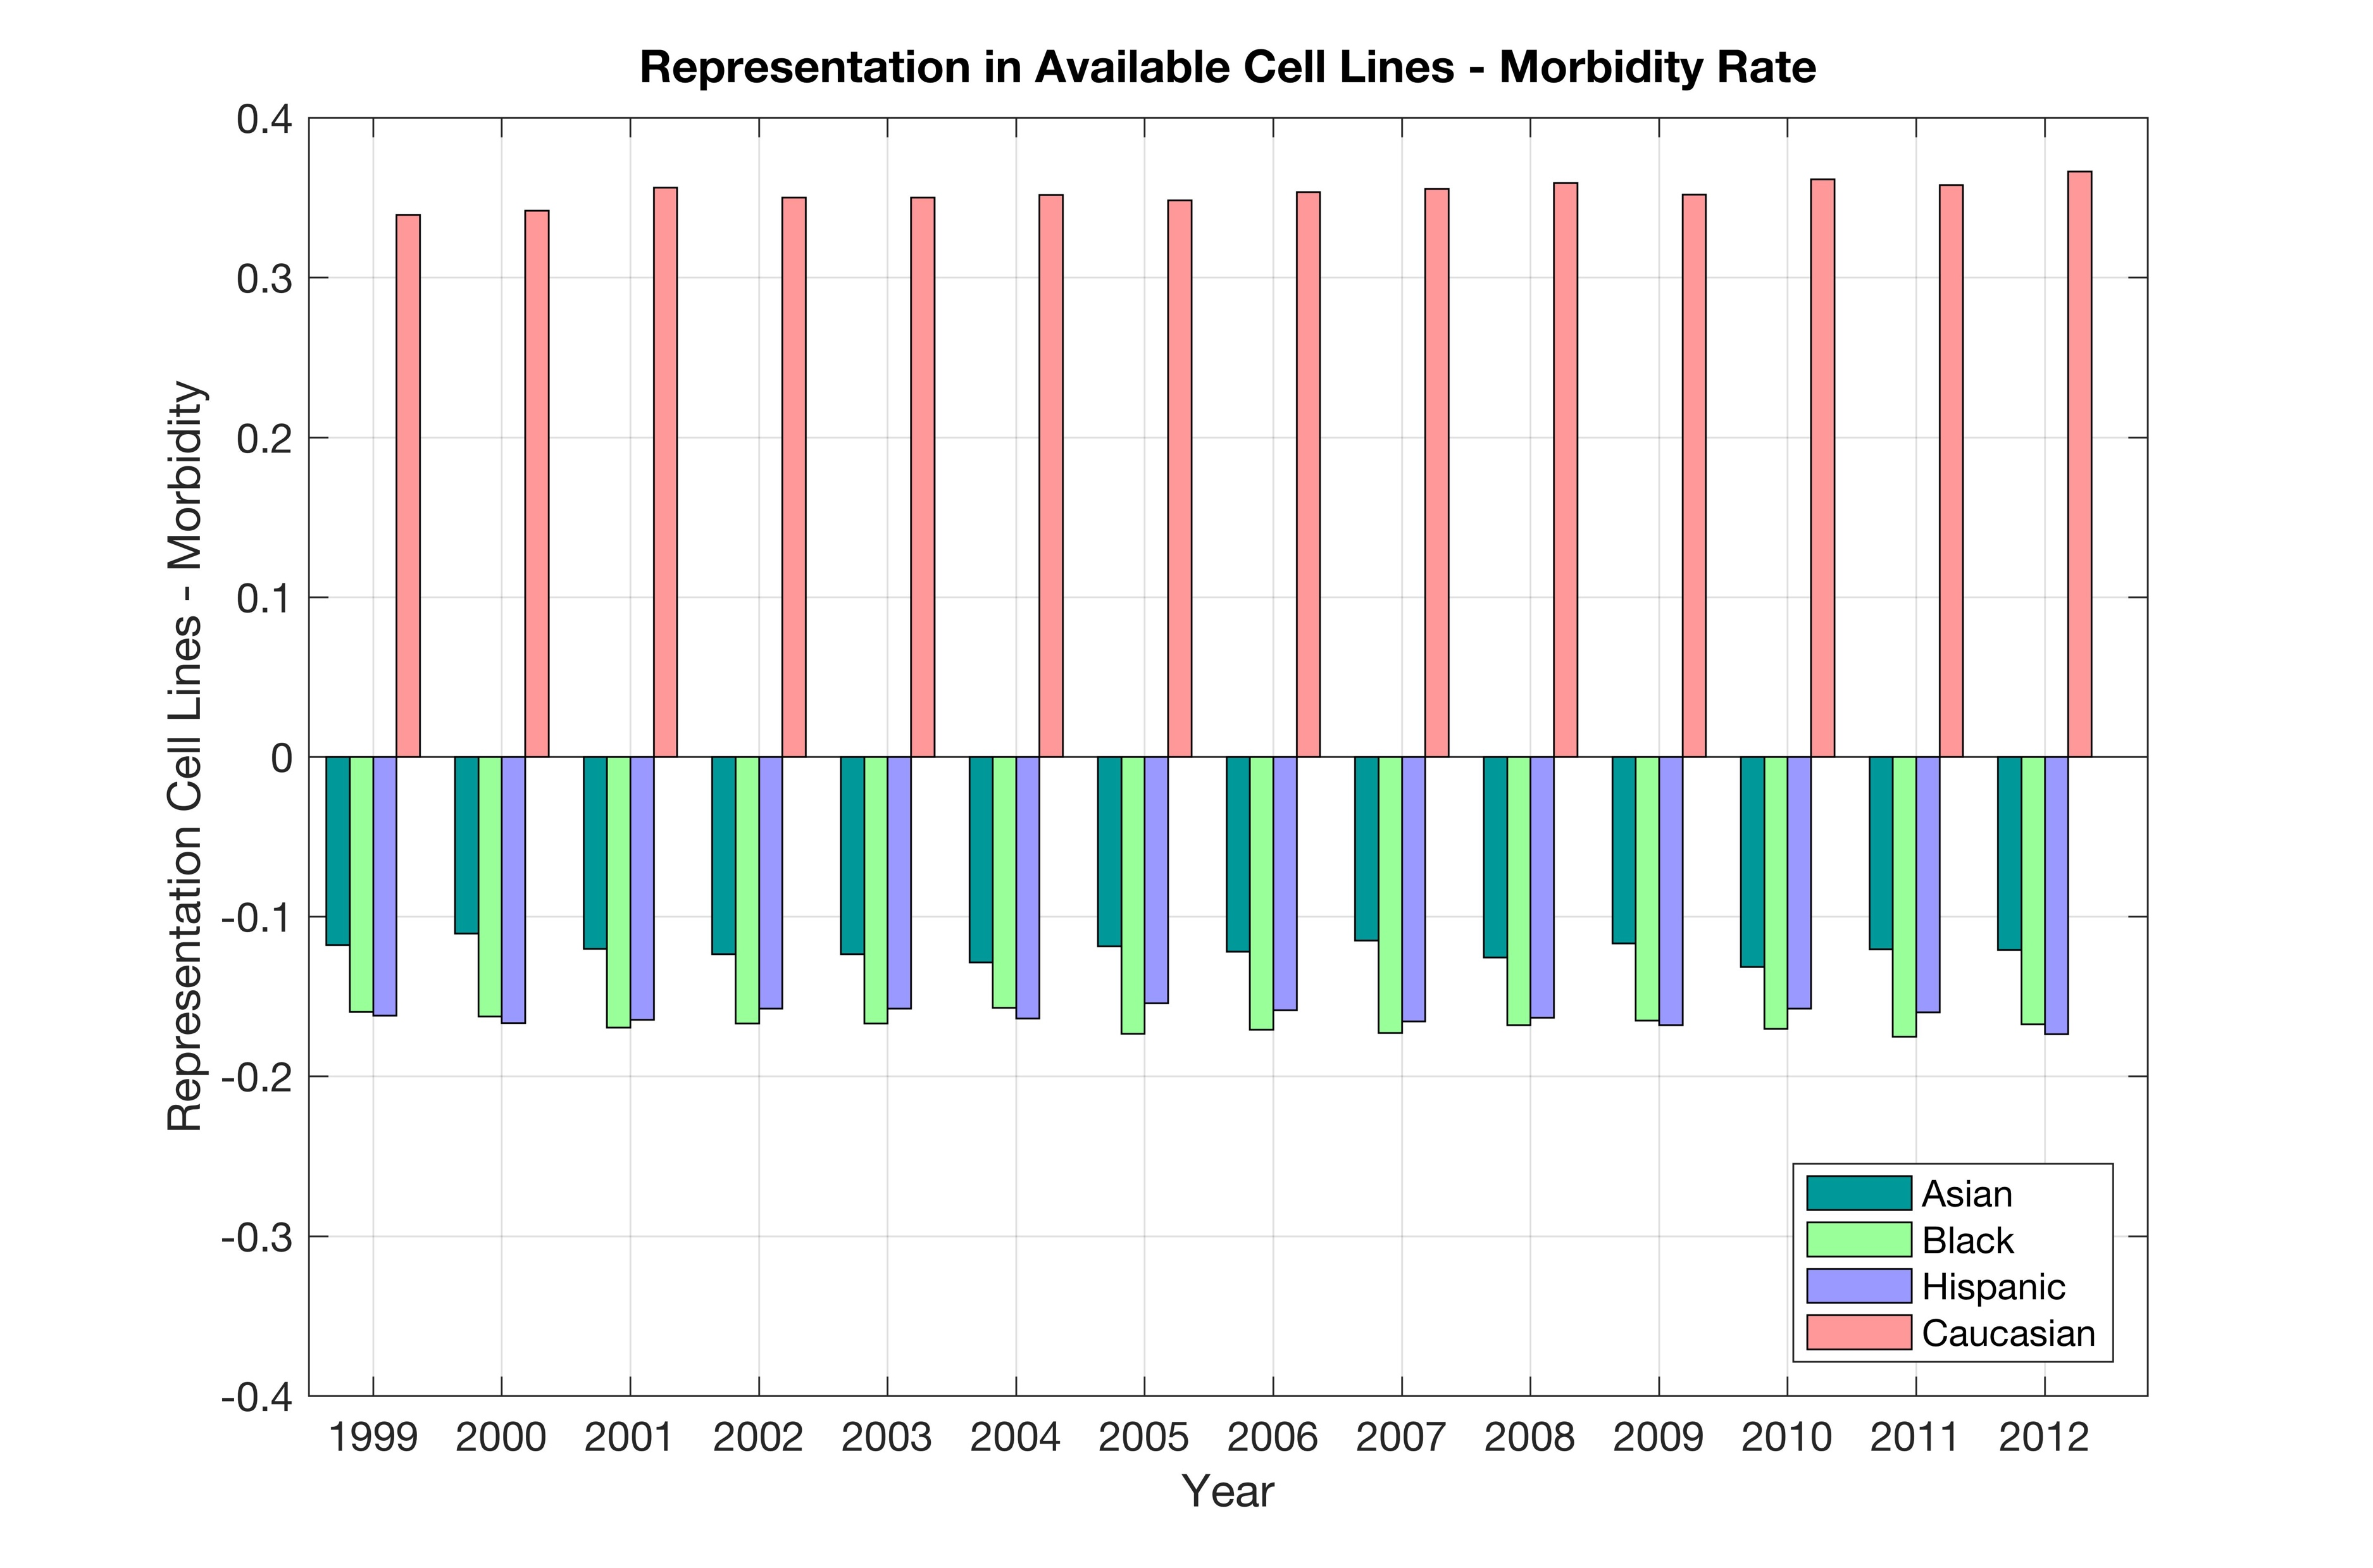 Representation in Available Cell Lines - Morbidity Rate
0.4
0.3
0.2
0.1
0
-0.1
-0.2
-0.3
-0.4
Representation Cell Lines - Morbidity
Asian
Black
Hispanic
Caucasian
1999 2000 2001 2002 2003 2004 2005 2006 2007 2008 2009 2010 2011 2012
Year